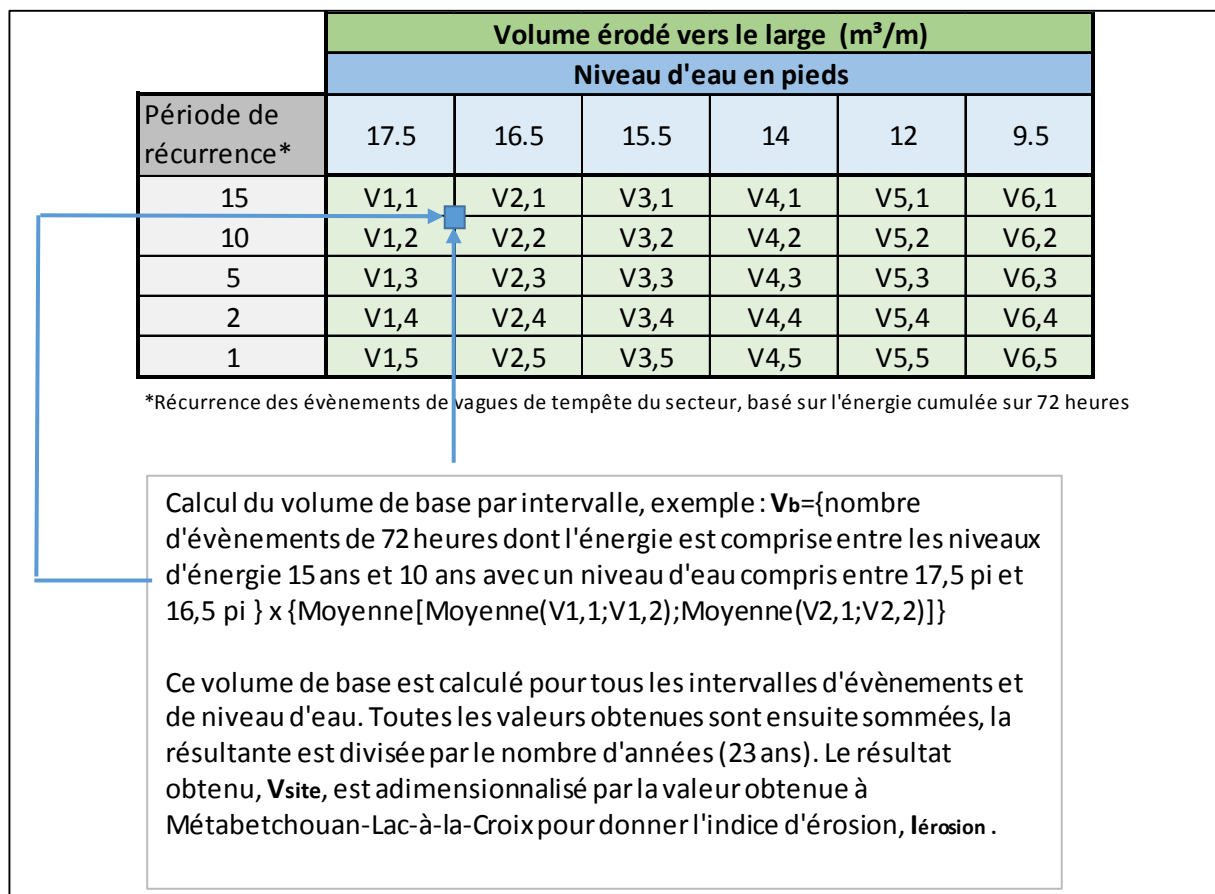 Volume érodé vers le large (m³/m)
Niveau d'eau en pieds
Période de
récurrence*
17.5 16.5 15.5 14 12 9.5
15 V1,1 V2,1 V3,1 V4,1 V5,1 V6,1
10 V1,2 V2,2 V3,2 V4,2 V5,2 V6,2
5 V1,3 V2,3 V3,3 V4,3 V5,3 V6,3
2 V1,4 V2,4 V3,4 V4,4 V5,4 V6,4
1 V1,5 V2,5 V3,5 V4,5 V5,5 V6,5
*Récurrence des évènements de vagues de tempête du secteur, basé sur l'énergie cumulée sur 72 heures
Calcul du volume de base par intervalle, exemple : Vb={nombre
d'évènements de 72 heures dont l'énergie est comprise entre les niveaux
d'énergie 15 ans et 10 ans avec un niveau d'eau compris entre 17,5 pi et
16,5 pi } x {Moyenne[Moyenne(V1,1;V1,2);Moyenne(V2,1;V2,2)]}
Ce volume de base est calculé pour tous les intervalles d'évènements et
de niveau d'eau. Toutes les valeurs obtenues sont ensuite sommées, la
résultante est divisée par le nombre d'années (23 ans). Le résultat
obtenu, Vsite, est adimensionnalisé par la valeur obtenue à
Métabetchouan-Lac-à-la-Croix pour donner l'indice d'érosion, Iérosion .